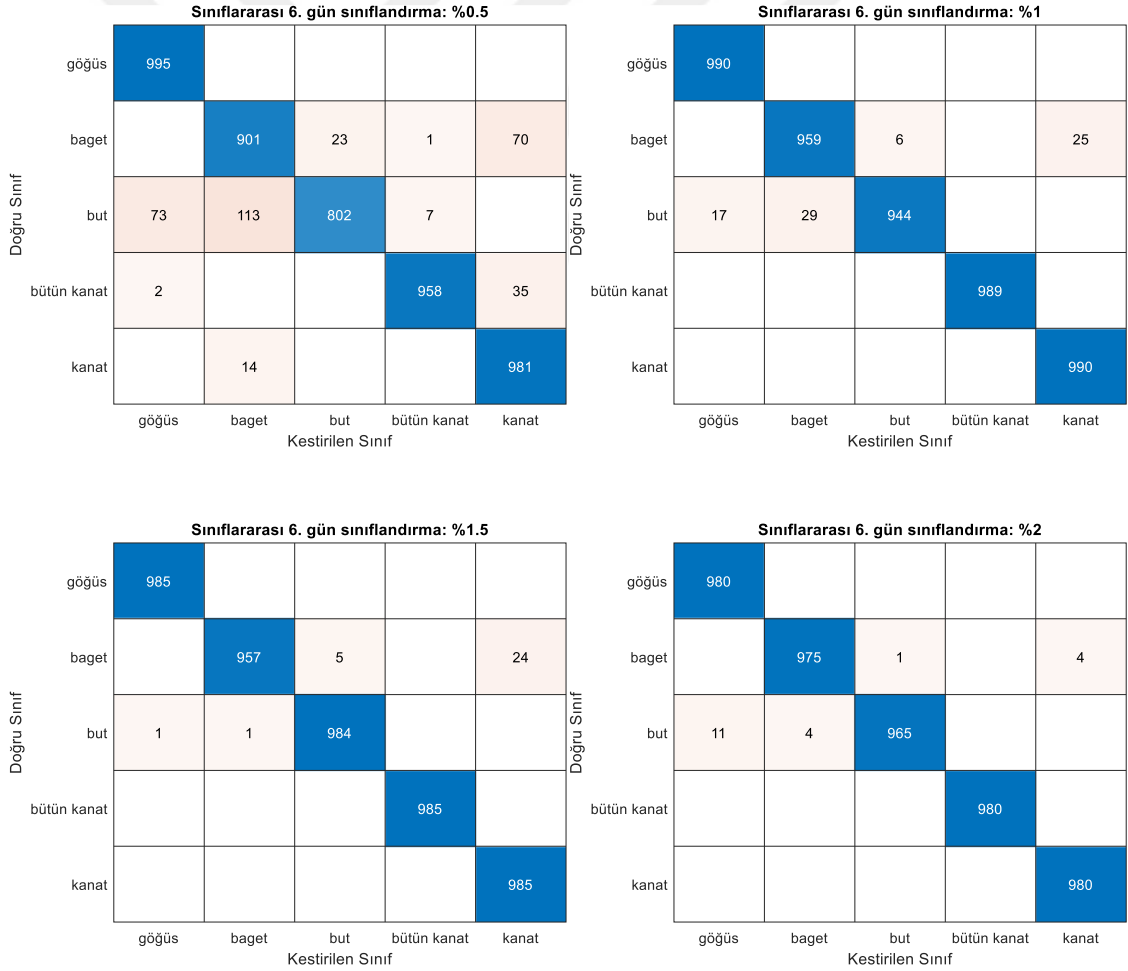 Sınıflararası 6. gün sınıflandırma: %0.5
göğüs 995
baget 901 23 1 70
but 73 113 802 7
bütün kanat 2 958 35
kanat 14 981
göğüs baget but bütün kanat kanat
Kestirilen Sınıf
Doğru Sınıf
Sınıflararası 6. gün sınıflandırma: %1
göğüs 990
baget 959 6 25
but 17 29 944
bütün kanat 989
kanat 990
göğüs baget but bütün kanat kanat
Kestirilen Sınıf
Doğru Sınıf
Sınıflararası 6. gün sınıflandırma: %1.5
göğüs 985
baget 957 5 24
but 1 1 984
bütün kanat 985
kanat 985
göğüs baget but bütün kanat kanat
Kestirilen Sınıf
Doğru Sınıf
Sınıflararası 6. gün sınıflandırma: %2
göğüs 980
baget 975 1 4
but 11 4 965
bütün kanat 980
kanat 980
göğüs baget but bütün kanat kanat
Kestirilen Sınıf
Doğru Sınıf